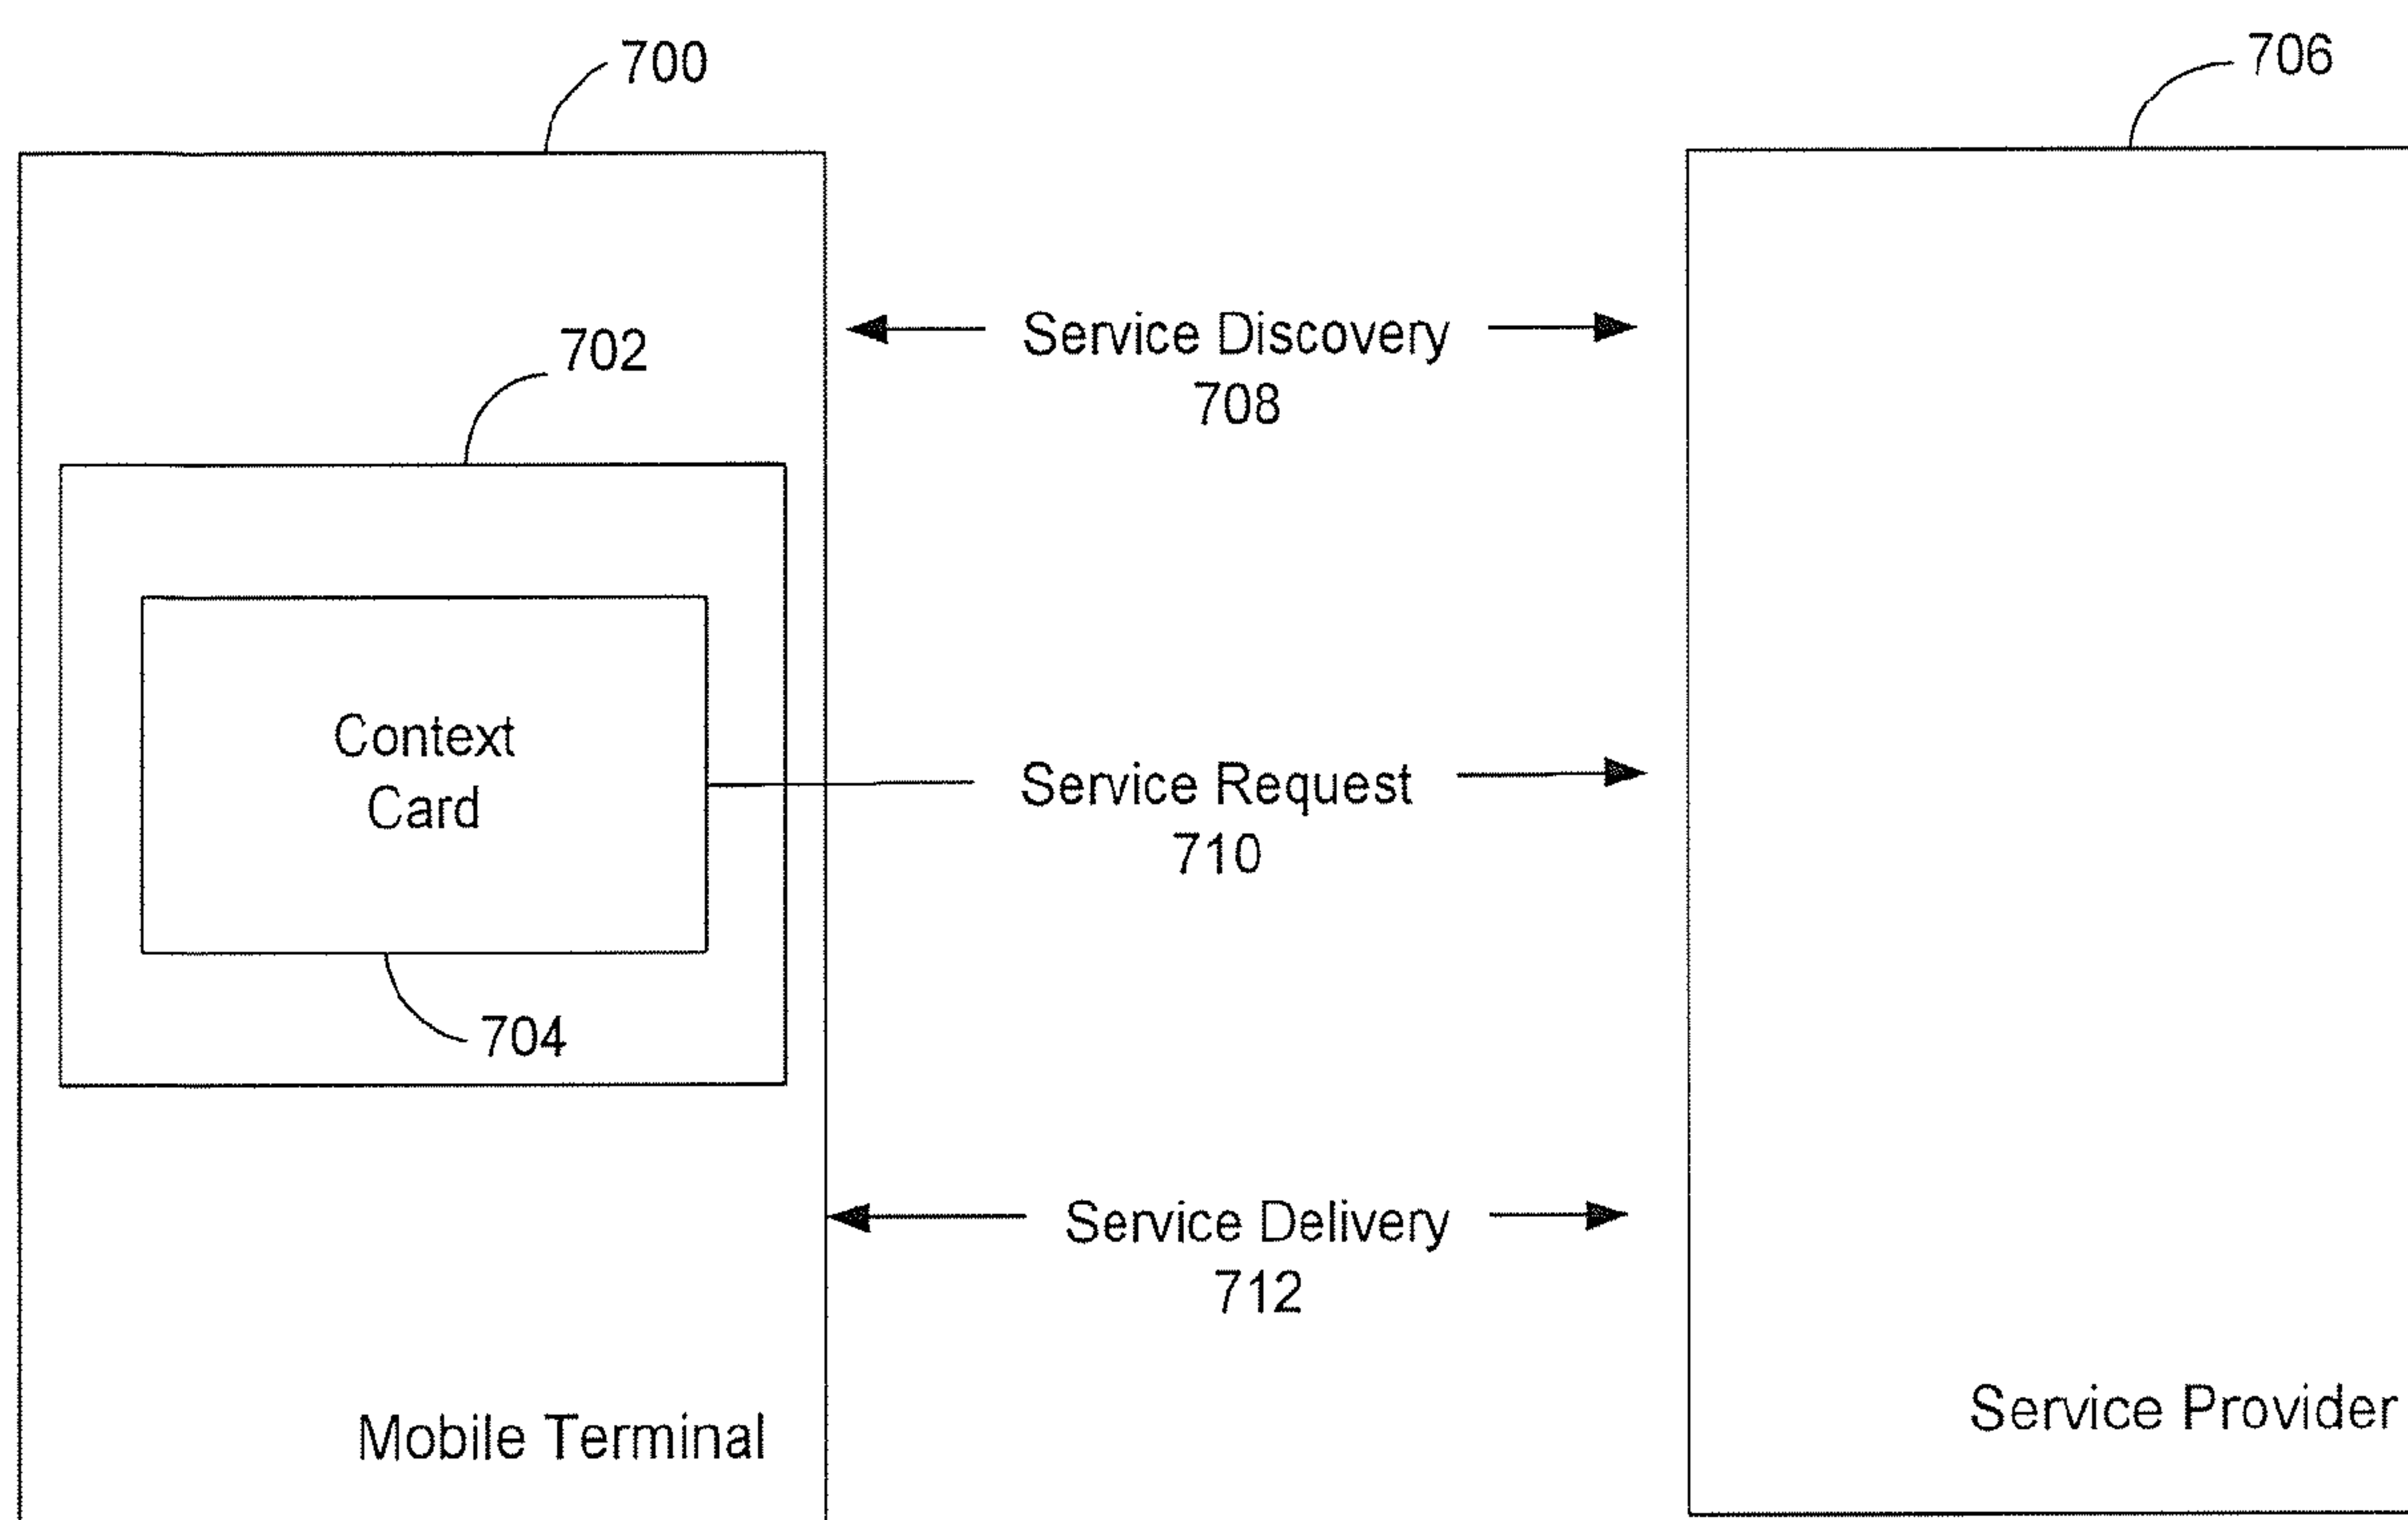 700
706
702
Service Discovery
708
Context
Card
Service Request
710
704
Service Delivery
712
Mobile Terminal
Service Provider